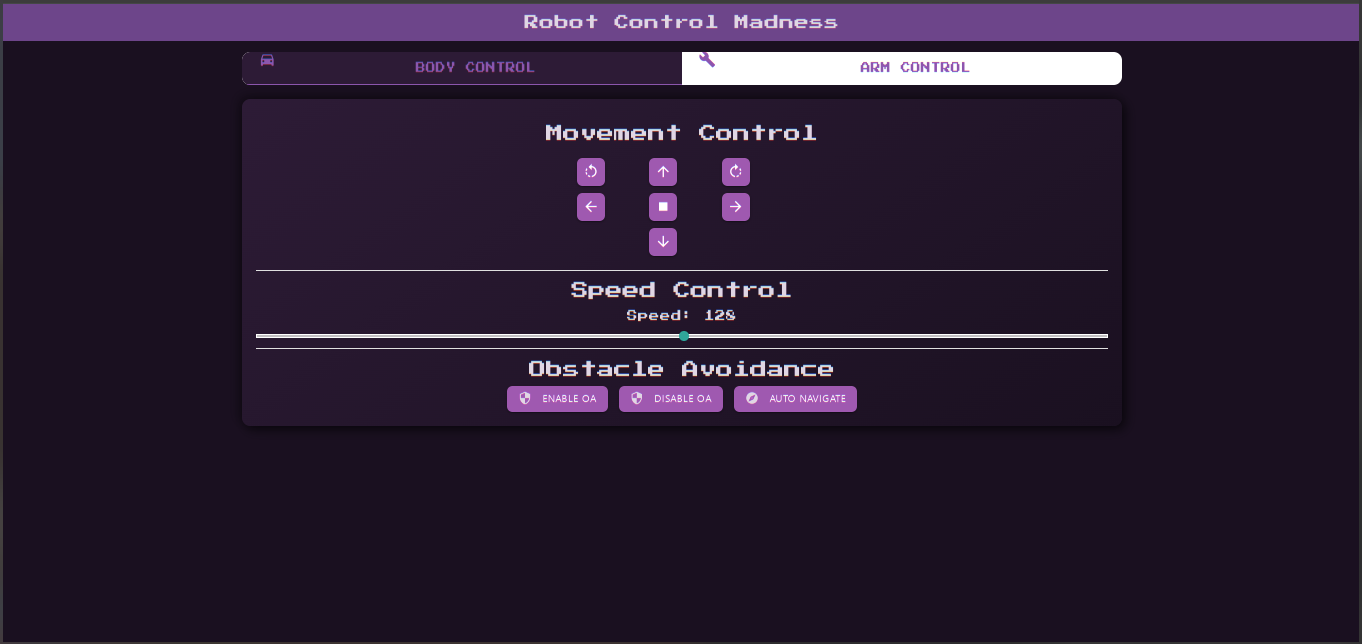 Robot Control Madness
BODY CONTROL
ARM CONTROL
Movement Control
Speed Control
Speed: 128
Obstacle Avoidance
ENABLE OA
DISABLE OA
AUTO NAVIGATE